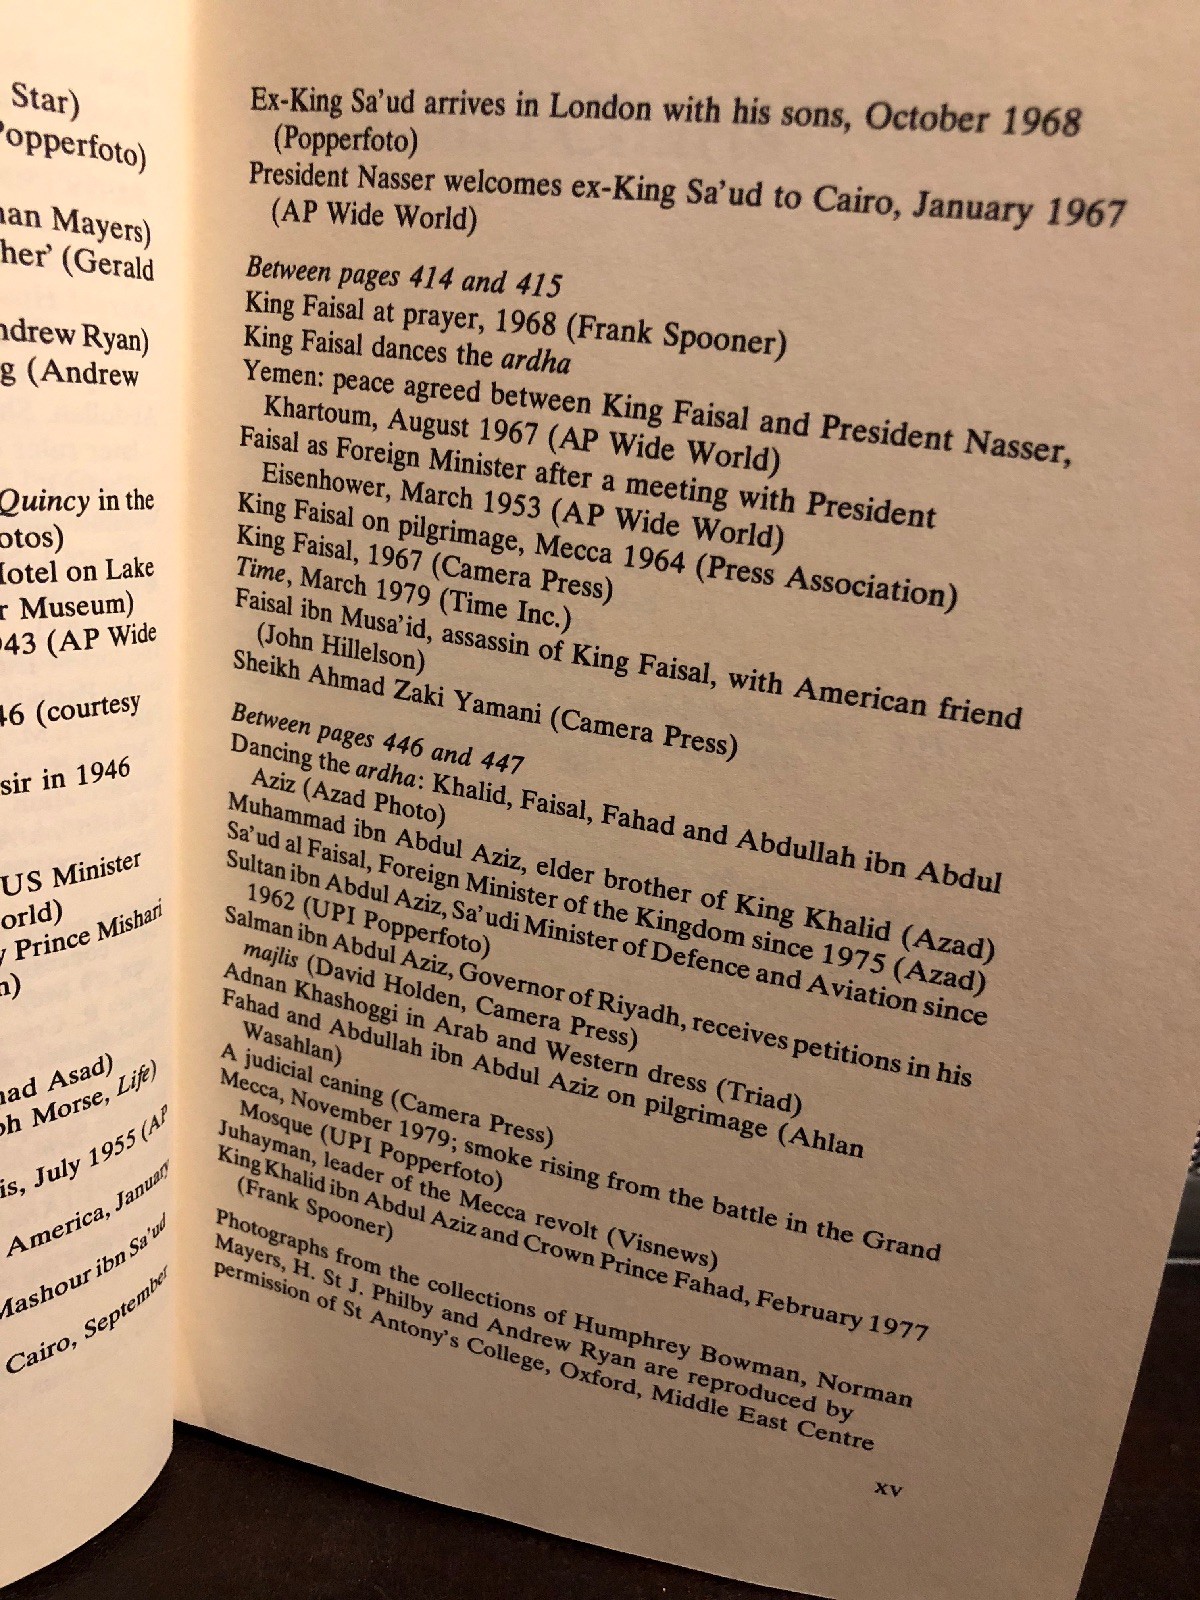 Star)
Popperfoto)
Mayers)
(Gerald
Ryan)
(Andrew
Quincy in the
on Lake
Museum)
(AP Wide
(courtesy
in 1946
US Minister
Prince Mishari
Asad)
Morse, Life)
July 1955 (AP
America, January
Mashour ibn Sa'ud
Cairo, September
Ex-King Sa'ud arrives in London with his sons, October 1968
(Popperfoto)
President Nasser welcomes ex-King Sa'ud to Cairo, January 1967
(AP Wide World)
Between pages 414 and 415
King Faisal at prayer, 1968 (Frank Spooner)
King Faisal dances the ardha
Yemen: peace agreed between King Faisal and President Nasser,
Khartoum, August 1967 (AP Wide World)
Faisal as Foreign Minister after a meeting with President
Eisenhower, March 1953 (AP Wide World)
King Faisal on pilgrimage, Mecca 1964 (Press Association)
King Faisal, 1967 (Camera Press)
Time, March 1979 (Time Inc.)
Faisal ibn Musa'id, assassin of King Faisal, with American friend
(John Hillelson)
Sheikh Ahmad Zaki Yamani (Camera Press)
Between pages 446 and 447
Dancing the ardha: Khalid, Faisal, Fahad and Abdullah ibn Abdul
Aziz (Azad Photo)
Muhammad ibn Abdul Aziz, elder brother of King Khalid (Azad)
Sa'ud al Faisal, Foreign Minister of the Kingdom since 1975 (Azad)
Sultan ibn Abdul Aziz, Sa'udi Minister of Defence and Aviation since
1962 (UPI Popperfoto)
Salman ibn Abdul Aziz, Governor of Riyadh, receives petitions in his
majlis (David Holden, Camera Press)
Adnan Khashoggi in Arab and Western dress (Triad)
Fahad and Abdullah ibn Abdul Aziz on pilgrimage (Ahlan
Wasahlan)
A judicial caning (Camera Press)
Mecca, November 1979; smoke rising from the battle in the Grand
Mosque (UPI Popperfoto)
Juhayman, leader of the Mecca revolt (Visnews)
King Khalid ibn Abdul Aziz and Crown Prince Fahad, February 1977
(Frank Spooner)
Photographs from the collections of Humphrey Bowman, Norman
Mayers, H. St J. Philby and Andrew Ryan are reproduced by
permission of St Antony's College, Oxford, Middle East Centre
xv